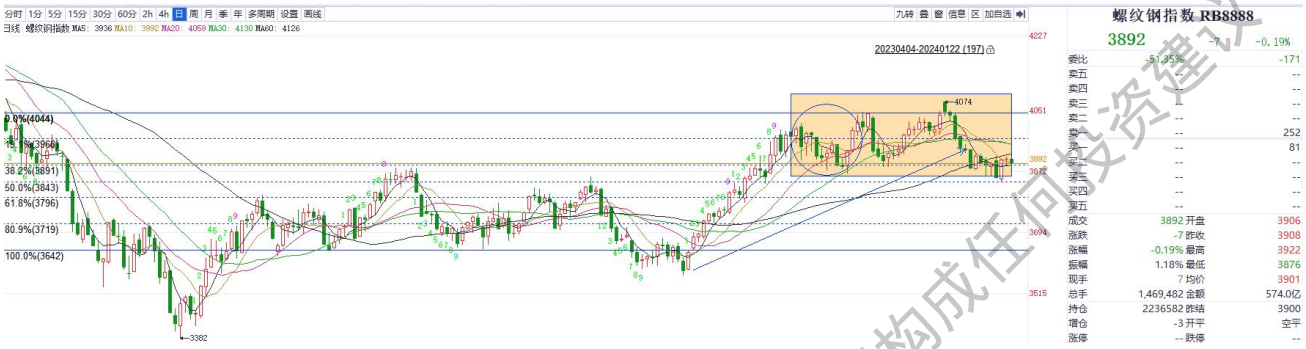 分时 1分 5分 15分 30分 60分 2h 4h 日 周 月 季 年 多周期 设置 画线
九转 叠 窗 信息 区 加自选
日线 螺纹钢指数 MA5: 3936 MA10: 3992 MA20: 4059 MA30: 4130 MA60: 4126
20230404-20240122 (197)
4227
4051
3892
3872
3694
3515
0.0%(4044)
19.1%(3966)
38.2%(3891)
50.0%(3843)
61.8%(3796)
80.9%(3719)
100.0%(3642)
4074
3382
螺纹钢指数 RB8888
3892 -7 -0.19%
委比 -51.35% -171
卖五 -- --
卖四 -- --
卖三 -- --
卖二 -- --
卖一 -- 252
买一 -- 81
买二 -- --
买三 -- --
买四 -- --
买五 -- --
成交 3892 开盘 3906
涨跌 -7 昨收 3908
涨幅 -0.19% 最高 3922
振幅 1.18% 最低 3876
现手 7 均价 3901
总手 1,469,482 金额 574.0亿
持仓 2236582 昨结 3900
增仓 -3 开平 空平
涨停 -- 跌停 --
构成任何投资建议